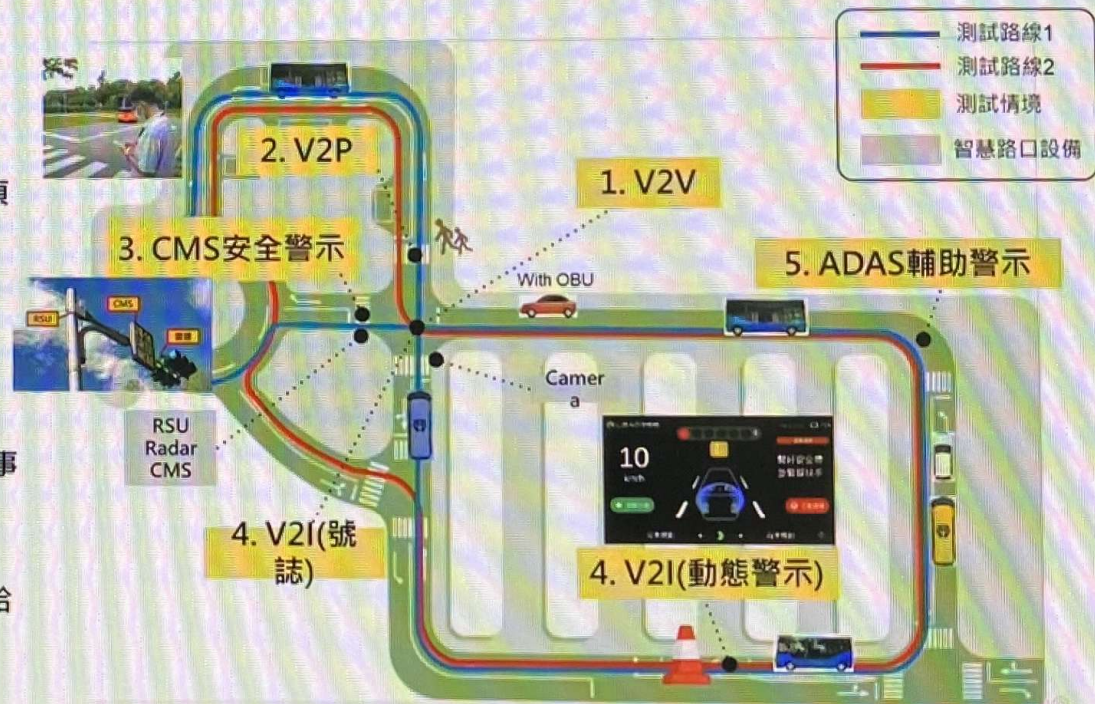 測試路線1
測試路線2
測試情境
智慧路口設備
2. V2P
1. V2V
3. CMS安全警示
With OBU
5. ADAS輔助警示
RSU
CMS
Camer
a
RSU
Radar
CMS
10
km/h
4. V2I(號
誌)
4. V2I(動態警示)
事
給